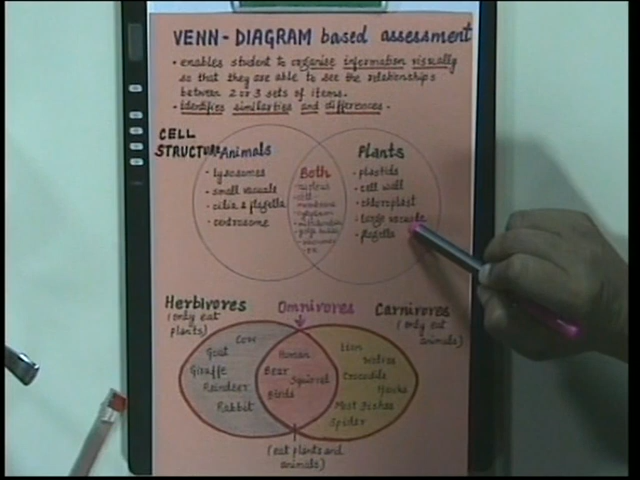 VENN-DIAGRAM based assessment
• enables student to organise information visually
so that they are able to see the relationships
between 2 or 3 sets of items.
• Identifies similarities and differences.
CELL
STRUCTURE
Animals
• lysosomes
• small vacuole
• cilia & flagella
• centrosome
Both
• nucleus
• cell
membrane
• cytoplasm
• mitochondria
Plants
• plastids
• cell wall
• chloroplast
• large vacuole
• flagella
Herbivores
(only eat
plants)
Omnivores
Carnivores
(only eat
animals)
Cow
Goat
Giraffe
Reindeer
Rabbit
Human
Bear
Squirrel
Birds
Lion
Wolves
Crocodile
Hawks
Most Fishes
Spider
(eat plants and
animals)